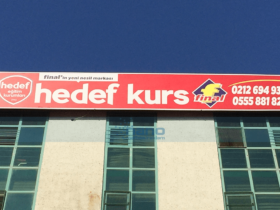 final'in yeni nesil markası
hedef
eğitim
kurumları
hedef kurs
final
0212 694 93
0555 881 82